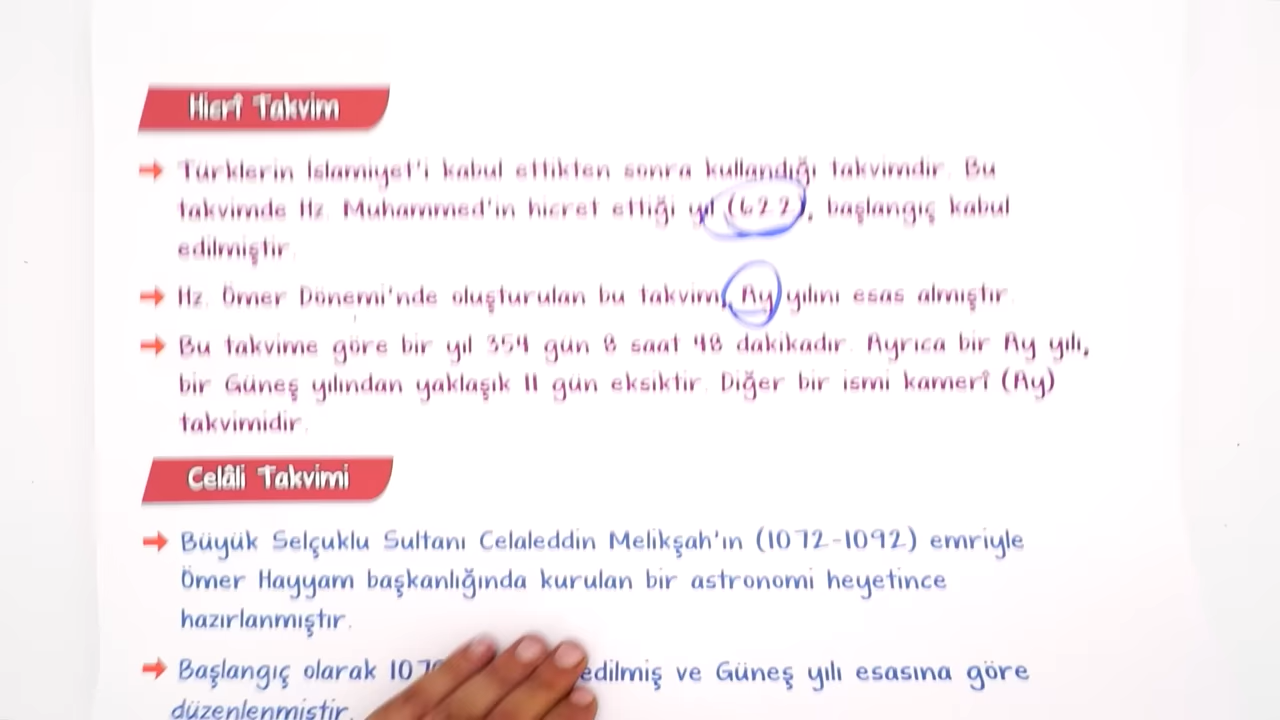 Hicrî Takvim
Türklerin İslamiyet'i kabul ettikten sonra kullandığı takvimdir. Bu
takvimde Hz. Muhammed'in hicret ettiği yıl (622), başlangıç kabul
edilmiştir.
Hz. Ömer Dönemi'nde oluşturulan bu takvim, Ay yılını esas almıştır.
Bu takvime göre bir yıl 354 gün 8 saat 48 dakikadır. Ayrıca bir Ay yılı,
bir Güneş yılından yaklaşık 11 gün eksiktir. Diğer bir ismi kamerî (Ay)
takvimidir.
Celâli Takvimi
Büyük Selçuklu Sultanı Celaleddin Melikşah'ın (1072-1092) emriyle
Ömer Hayyam başkanlığında kurulan bir astronomi heyetince
hazırlanmıştır.
Başlangıç olarak edilmiş ve Güneş yılı esasına göre
düzenlenmiştir.